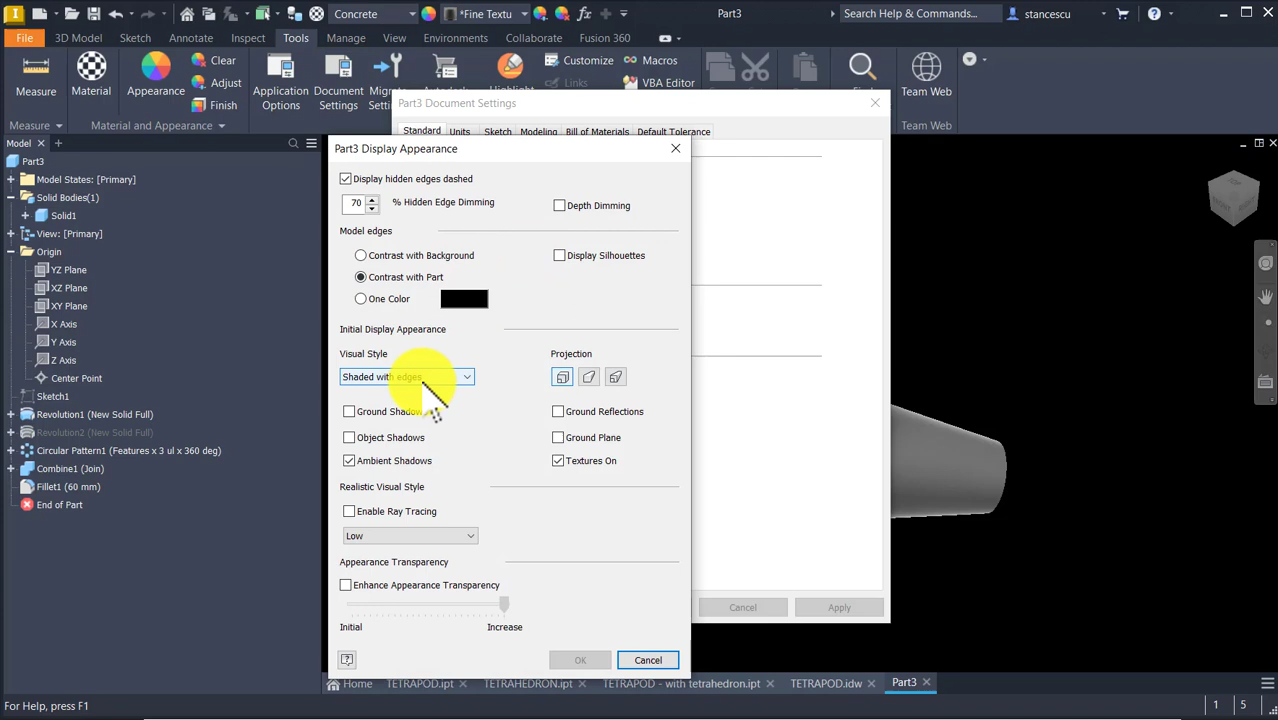 Concrete
*Fine Textu
fx
Part3
Search Help & Commands...
stancescu
File
3D Model
Sketch
Annotate
Inspect
Tools
Manage
View
Environments
Collaborate
Fusion 360
Measure
Material
Appearance
Clear
Adjust
Finish
Application
Options
Document
Settings
Customize
Macros
VBA Editor
Team Web
Measure
Material and Appearance
Team Web
Part3 Document Settings
Standard
Units
Sketch
Modeling
Bill of Materials
Default Tolerance
Model
Part3
Model States: [Primary]
Solid Bodies(1)
Solid1
View: [Primary]
Origin
YZ Plane
XZ Plane
XY Plane
X Axis
Y Axis
Z Axis
Center Point
Sketch1
Revolution1 (New Solid Full)
Revolution2 (New Solid Full)
Circular Pattern1 (Features x 3 ul x 360 deg)
Combine1 (Join)
Fillet1 (60 mm)
End of Part
Part3 Display Appearance
Display hidden edges dashed
70
% Hidden Edge Dimming
Depth Dimming
Model edges
Contrast with Background
Display Silhouettes
Contrast with Part
One Color
Initial Display Appearance
Visual Style
Projection
Shaded with edges
Ground Reflections
Object Shadows
Ground Plane
Ambient Shadows
Textures On
Realistic Visual Style
Enable Ray Tracing
Low
Appearance Transparency
Enhance Appearance Transparency
Initial
Increase
OK
Cancel
Cancel
Apply
Home
TETRAPOD.ipt
TETRAHEDRON.ipt
TETRAPOD - with tetrahedron.ipt
TETRAPOD.idw
Part3
For Help, press F1
1
5